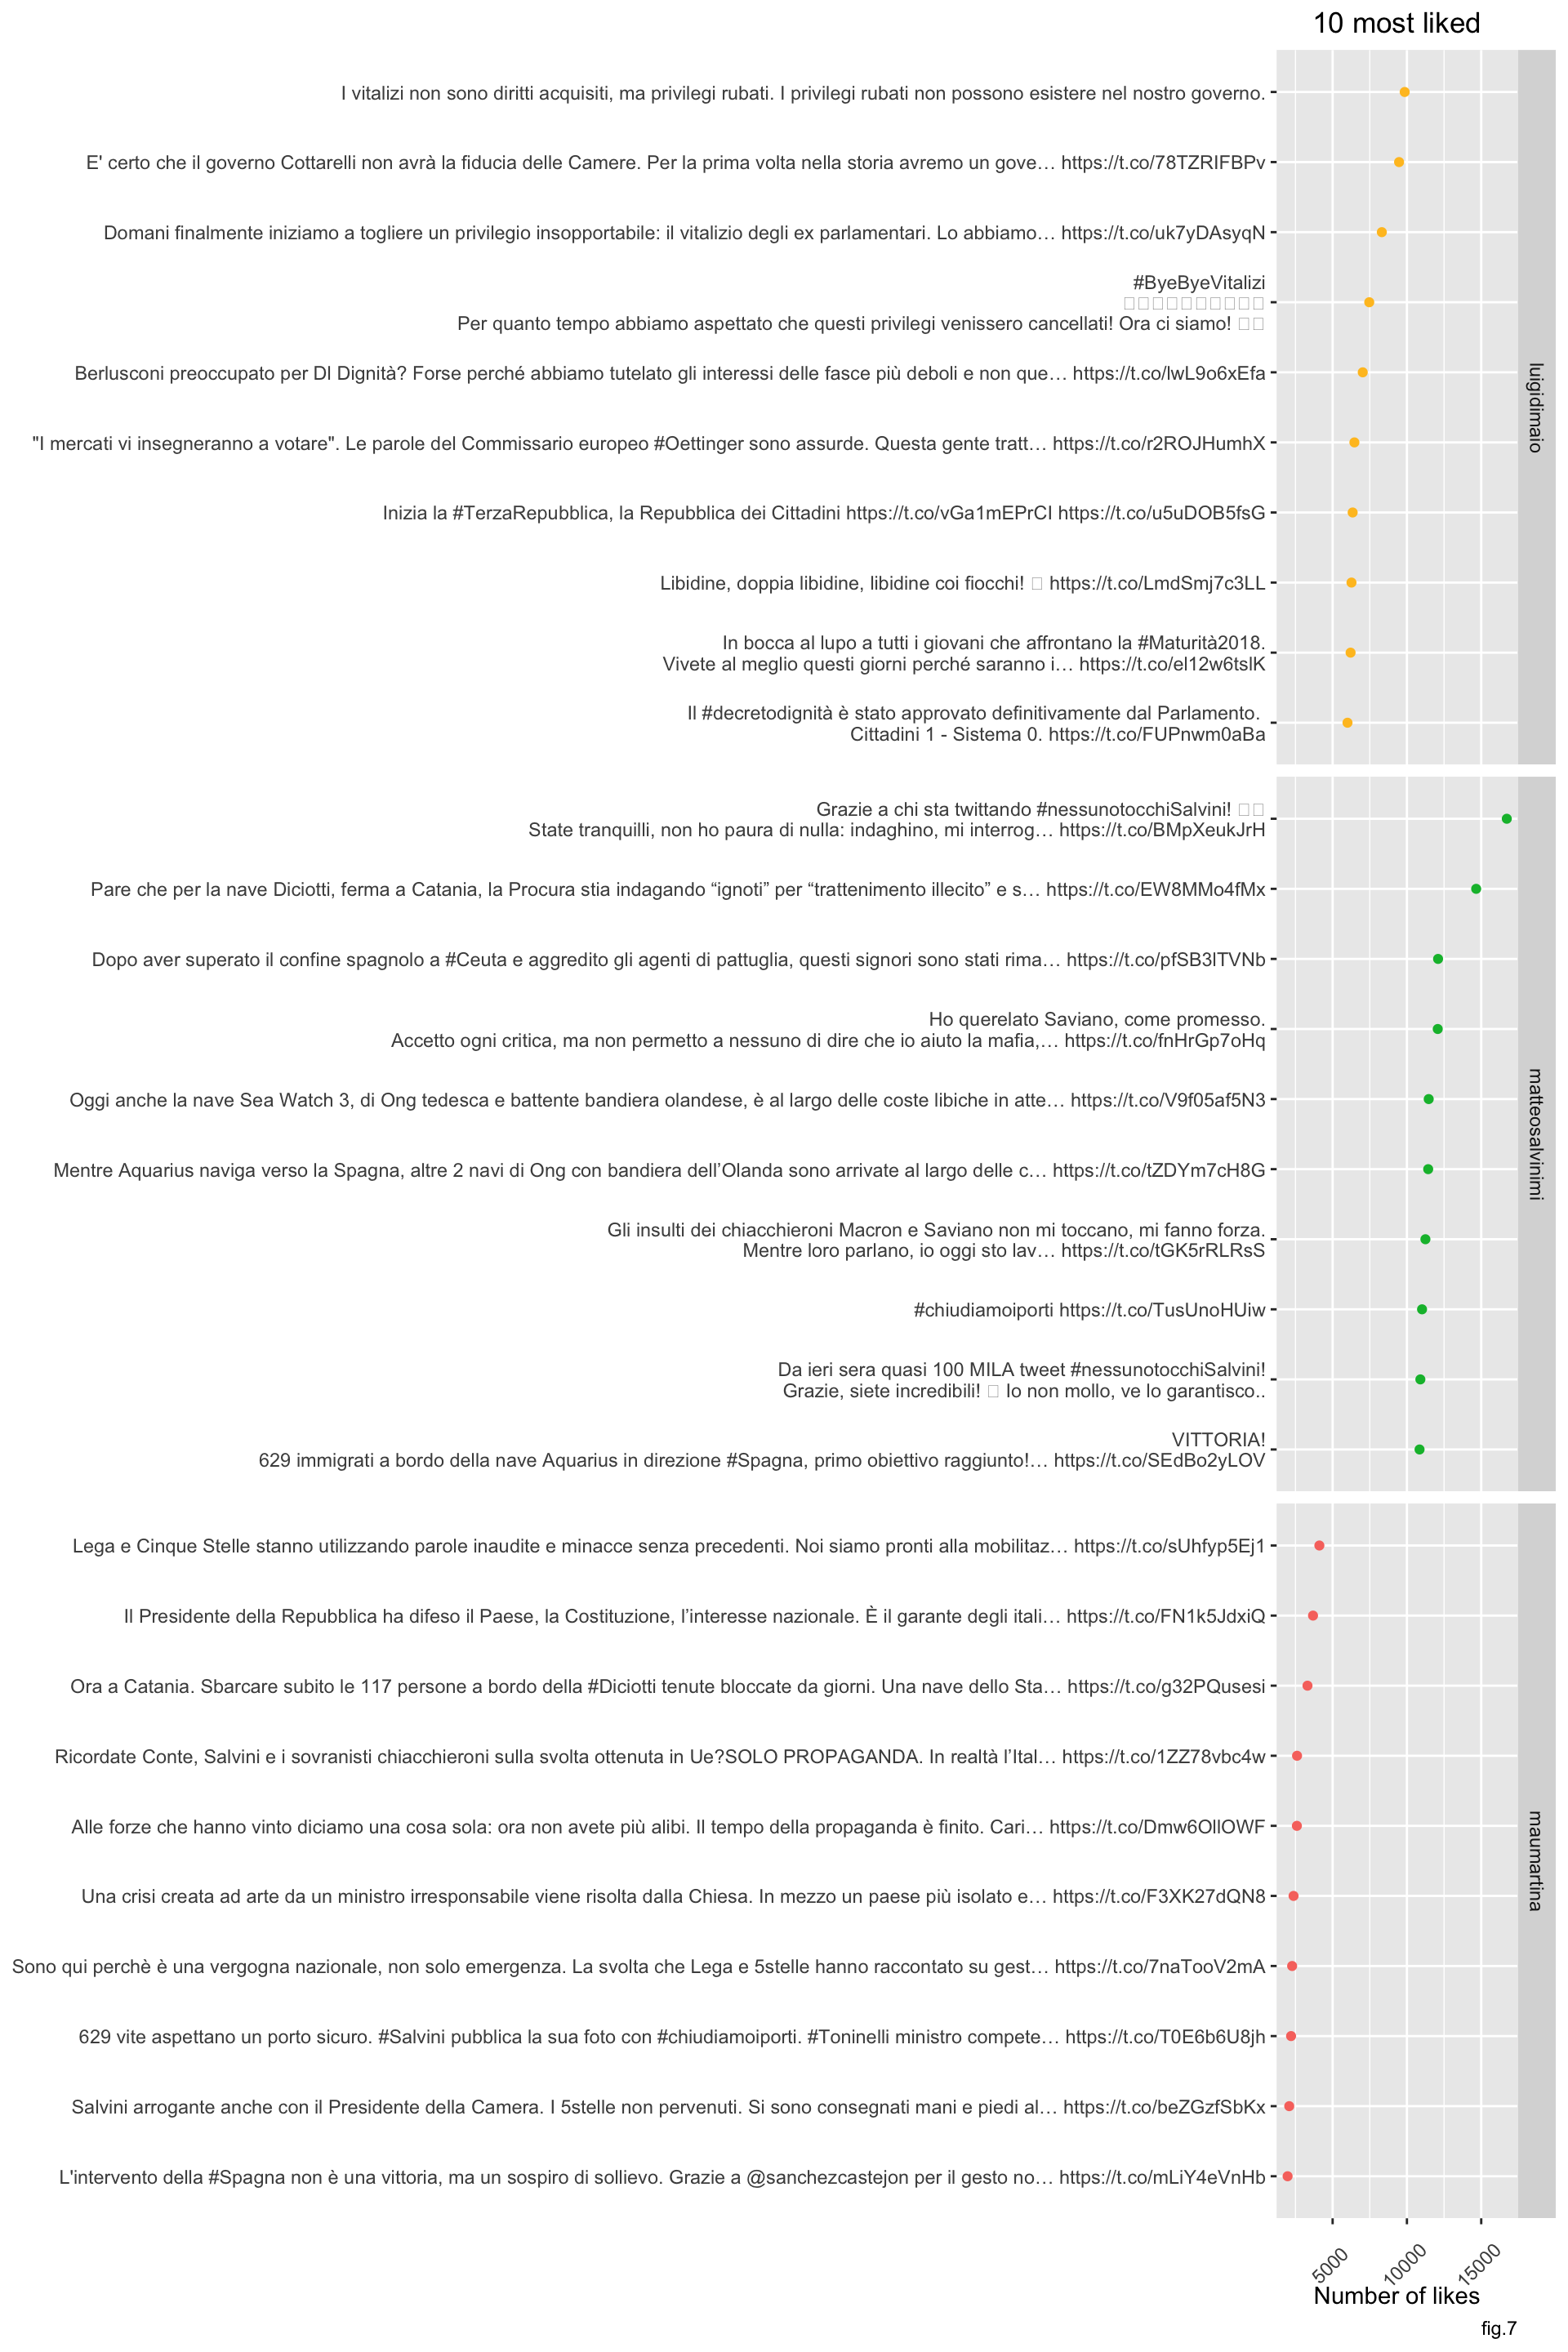 10 most liked
I vitalizi non sono diritti acquisiti, ma privilegi rubati. I privilegi rubati non possono esistere nel nostro governo.
E' certo che il governo Cottarelli non avrà la fiducia delle Camere. Per la prima volta nella storia avremo un gove… https://t.co/78TZRIFBPv
Domani finalmente iniziamo a togliere un privilegio insopportabile: il vitalizio degli ex parlamentari. Lo abbiamo… https://t.co/uk7yDAsyqN
#ByeByeVitalizi
Per quanto tempo abbiamo aspettato che questi privilegi venissero cancellati! Ora ci siamo!
Berlusconi preoccupato per Dl Dignità? Forse perché abbiamo tutelato gli interessi delle fasce più deboli e non que… https://t.co/lwL9o6xEfa
"I mercati vi insegneranno a votare". Le parole del Commissario europeo #Oettinger sono assurde. Questa gente tratt… https://t.co/r2ROJHumhX
Inizia la #TerzaRepubblica, la Repubblica dei Cittadini https://t.co/vGa1mEPrCI https://t.co/u5uDOB5fsG
Libidine, doppia libidine, libidine coi fiocchi! https://t.co/LmdSmj7c3LL
In bocca al lupo a tutti i giovani che affrontano la #Maturità2018.
Vivete al meglio questi giorni perché saranno i… https://t.co/el12w6tslK
Il #decretodignità è stato approvato definitivamente dal Parlamento.
Cittadini 1 - Sistema 0. https://t.co/FUPnwm0aBa
luigidimaio
Grazie a chi sta twittando #nessunotocchiSalvini!
State tranquilli, non ho paura di nulla: indaghino, mi interrog… https://t.co/BMpXeukJrH
Pare che per la nave Diciotti, ferma a Catania, la Procura stia indagando “ignoti” per “trattenimento illecito” e s… https://t.co/EW8MMo4fMx
Dopo aver superato il confine spagnolo a #Ceuta e aggredito gli agenti di pattuglia, questi signori sono stati rima… https://t.co/pfSB3lTVNb
Ho querelato Saviano, come promesso.
Accetto ogni critica, ma non permetto a nessuno di dire che io aiuto la mafia,… https://t.co/fnHrGp7oHq
Oggi anche la nave Sea Watch 3, di Ong tedesca e battente bandiera olandese, è al largo delle coste libiche in atte… https://t.co/V9f05af5N3
Mentre Aquarius naviga verso la Spagna, altre 2 navi di Ong con bandiera dell’Olanda sono arrivate al largo delle c… https://t.co/tZDYm7cH8G
Gli insulti dei chiacchieroni Macron e Saviano non mi toccano, mi fanno forza.
Mentre loro parlano, io oggi sto lav… https://t.co/tGK5rRLRsS
#chiudiamoiporti https://t.co/TusUnoHUiw
Da ieri sera quasi 100 MILA tweet #nessunotocchiSalvini!
Grazie, siete incredibili! Io non mollo, ve lo garantisco..
VITTORIA!
629 immigrati a bordo della nave Aquarius in direzione #Spagna, primo obiettivo raggiunto!… https://t.co/SEdBo2yLOV
matteosalvinimi
Lega e Cinque Stelle stanno utilizzando parole inaudite e minacce senza precedenti. Noi siamo pronti alla mobilitaz… https://t.co/sUhfyp5Ej1
Il Presidente della Repubblica ha difeso il Paese, la Costituzione, l’interesse nazionale. È il garante degli itali… https://t.co/FN1k5JdxiQ
Ora a Catania. Sbarcare subito le 117 persone a bordo della #Diciotti tenute bloccate da giorni. Una nave dello Sta… https://t.co/g32PQusesi
Ricordate Conte, Salvini e i sovranisti chiacchieroni sulla svolta ottenuta in Ue?SOLO PROPAGANDA. In realtà l’Ital… https://t.co/1ZZ78vbc4w
Alle forze che hanno vinto diciamo una cosa sola: ora non avete più alibi. Il tempo della propaganda è finito. Cari… https://t.co/Dmw6OllOWF
Una crisi creata ad arte da un ministro irresponsabile viene risolta dalla Chiesa. In mezzo un paese più isolato e… https://t.co/F3XK27dQN8
Sono qui perchè è una vergogna nazionale, non solo emergenza. La svolta che Lega e 5stelle hanno raccontato su gest… https://t.co/7naTooV2mA
629 vite aspettano un porto sicuro. #Salvini pubblica la sua foto con #chiudiamoiporti. #Toninelli ministro compete… https://t.co/T0E6b6U8jh
Salvini arrogante anche con il Presidente della Camera. I 5stelle non pervenuti. Si sono consegnati mani e piedi al… https://t.co/beZGzfSbKx
L'intervento della #Spagna non è una vittoria, ma un sospiro di sollievo. Grazie a @sanchezcastejon per il gesto no… https://t.co/mLiY4eVnHb
maumartina
5000 10000 15000
Number of likes
fig.7